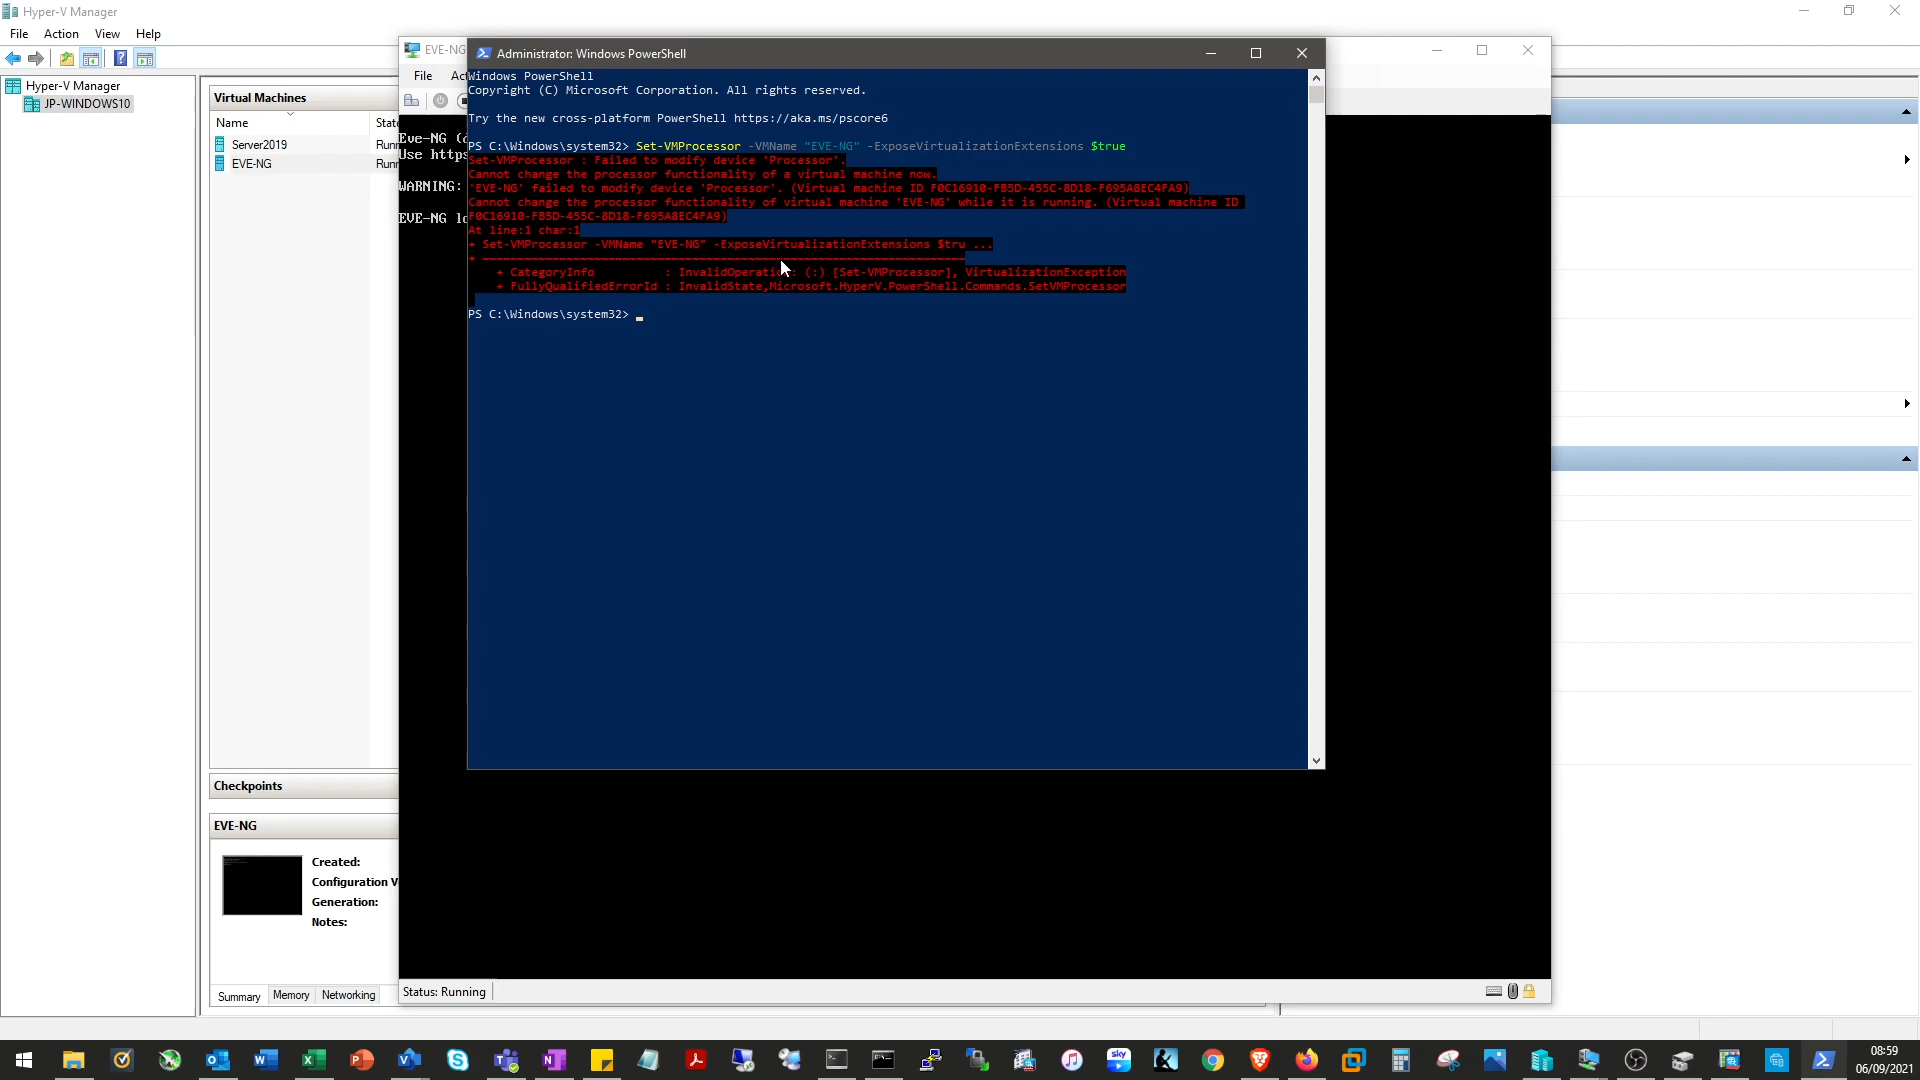 Hyper-V Manager
File Action View Help
Hyper-V Manager
JP-WINDOWS10
Virtual Machines
Name
Server2019
EVE-NG
EVE-NG
File
Use
WARNING:
EVE-NG
Administrator: Windows PowerShell
Windows PowerShell
Copyright (C) Microsoft Corporation. All rights reserved.
Try the new cross-platform PowerShell https://aka.ms/pscore6
PS C:\Windows\system32> Set-VMProcessor -VMName "EVE-NG" -ExposeVirtualizationExtensions $true
Set-VMProcessor : Failed to modify device 'Processor'.
Cannot change the processor functionality of a virtual machine now.
'EVE-NG' failed to modify device 'Processor'. (Virtual machine ID F0C16910-FB5D-455C-8D18-F695A8EC4FA9)
Cannot change the processor functionality of virtual machine 'EVE-NG' while it is running. (Virtual machine ID
F0C16910-FB5D-455C-8D18-F695A8EC4FA9)
At line:1 char:1
+ Set-VMProcessor -VMName "EVE-NG" -ExposeVirtualizationExtensions $tru ...
+ ~~~~~~~~~~~~~~~~~~~~~~~~~~~~~~~~~~~~~~~~~~~~~~~~~~~~~~~~~~~~~~~~~~~~~
+ CategoryInfo : InvalidOperation: (:) [Set-VMProcessor], VirtualizationException
+ FullyQualifiedErrorId : InvalidState,Microsoft.HyperV.PowerShell.Commands.SetVMProcessor
PS C:\Windows\system32>
Checkpoints
EVE-NG
Created:
Configuration V
Generation:
Notes:
Summary Memory Networking
Status: Running
sky
08:59
06/09/2021